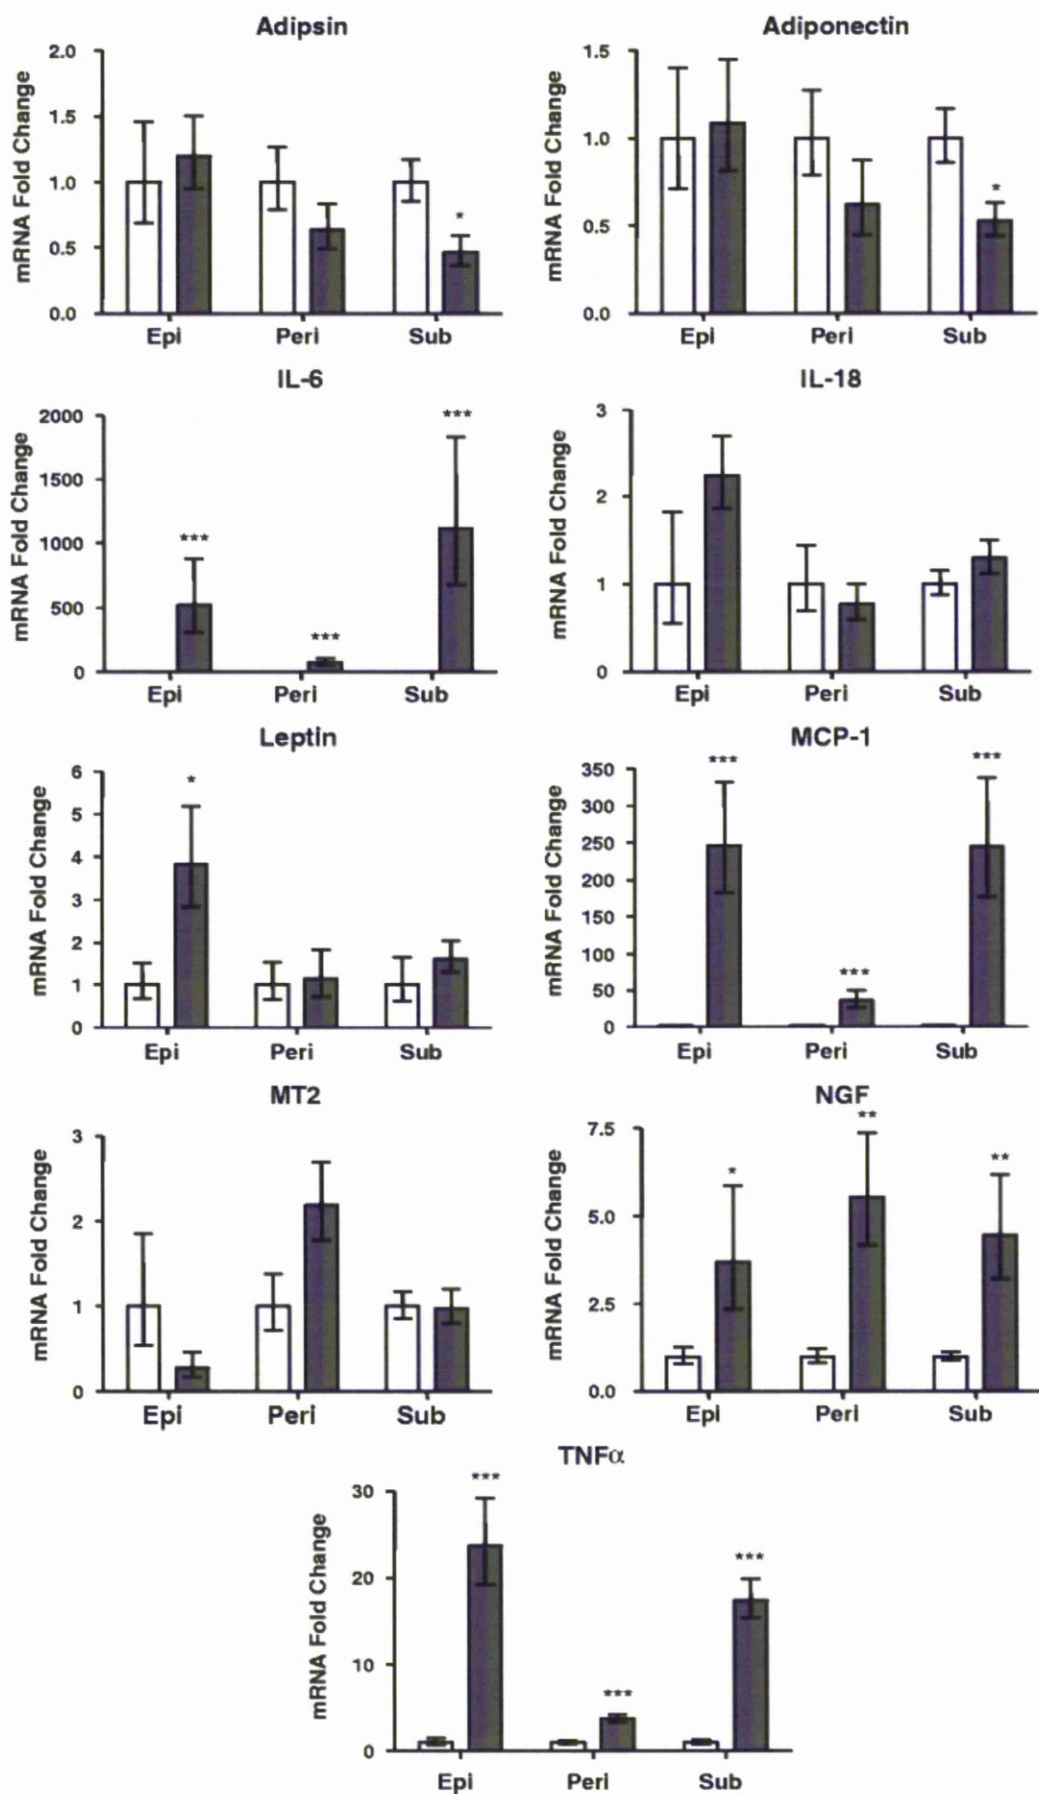 Adipsin
mRNA Fold Change
2.0
1.5
1.0
0.5
0.0
*
Epi Peri Sub
Adiponectin
mRNA Fold Change
1.5
1.0
0.5
0.0
*
Epi Peri Sub
IL-6
mRNA Fold Change
2000
1500
1000
500
0
*** *** ***
Epi Peri Sub
IL-18
mRNA Fold Change
3
2
1
0
Epi Peri Sub
Leptin
mRNA Fold Change
6
5
4
3
2
1
0
*
Epi Peri Sub
MCP-1
mRNA Fold Change
350
300
250
200
150
100
50
0
*** *** ***
Epi Peri Sub
MT2
mRNA Fold Change
3
2
1
0
Epi Peri Sub
NGF
mRNA Fold Change
7.5
5.0
2.5
0.0
* ** **
Epi Peri Sub
TNFα
mRNA Fold Change
30
20
10
0
*** *** ***
Epi Peri Sub